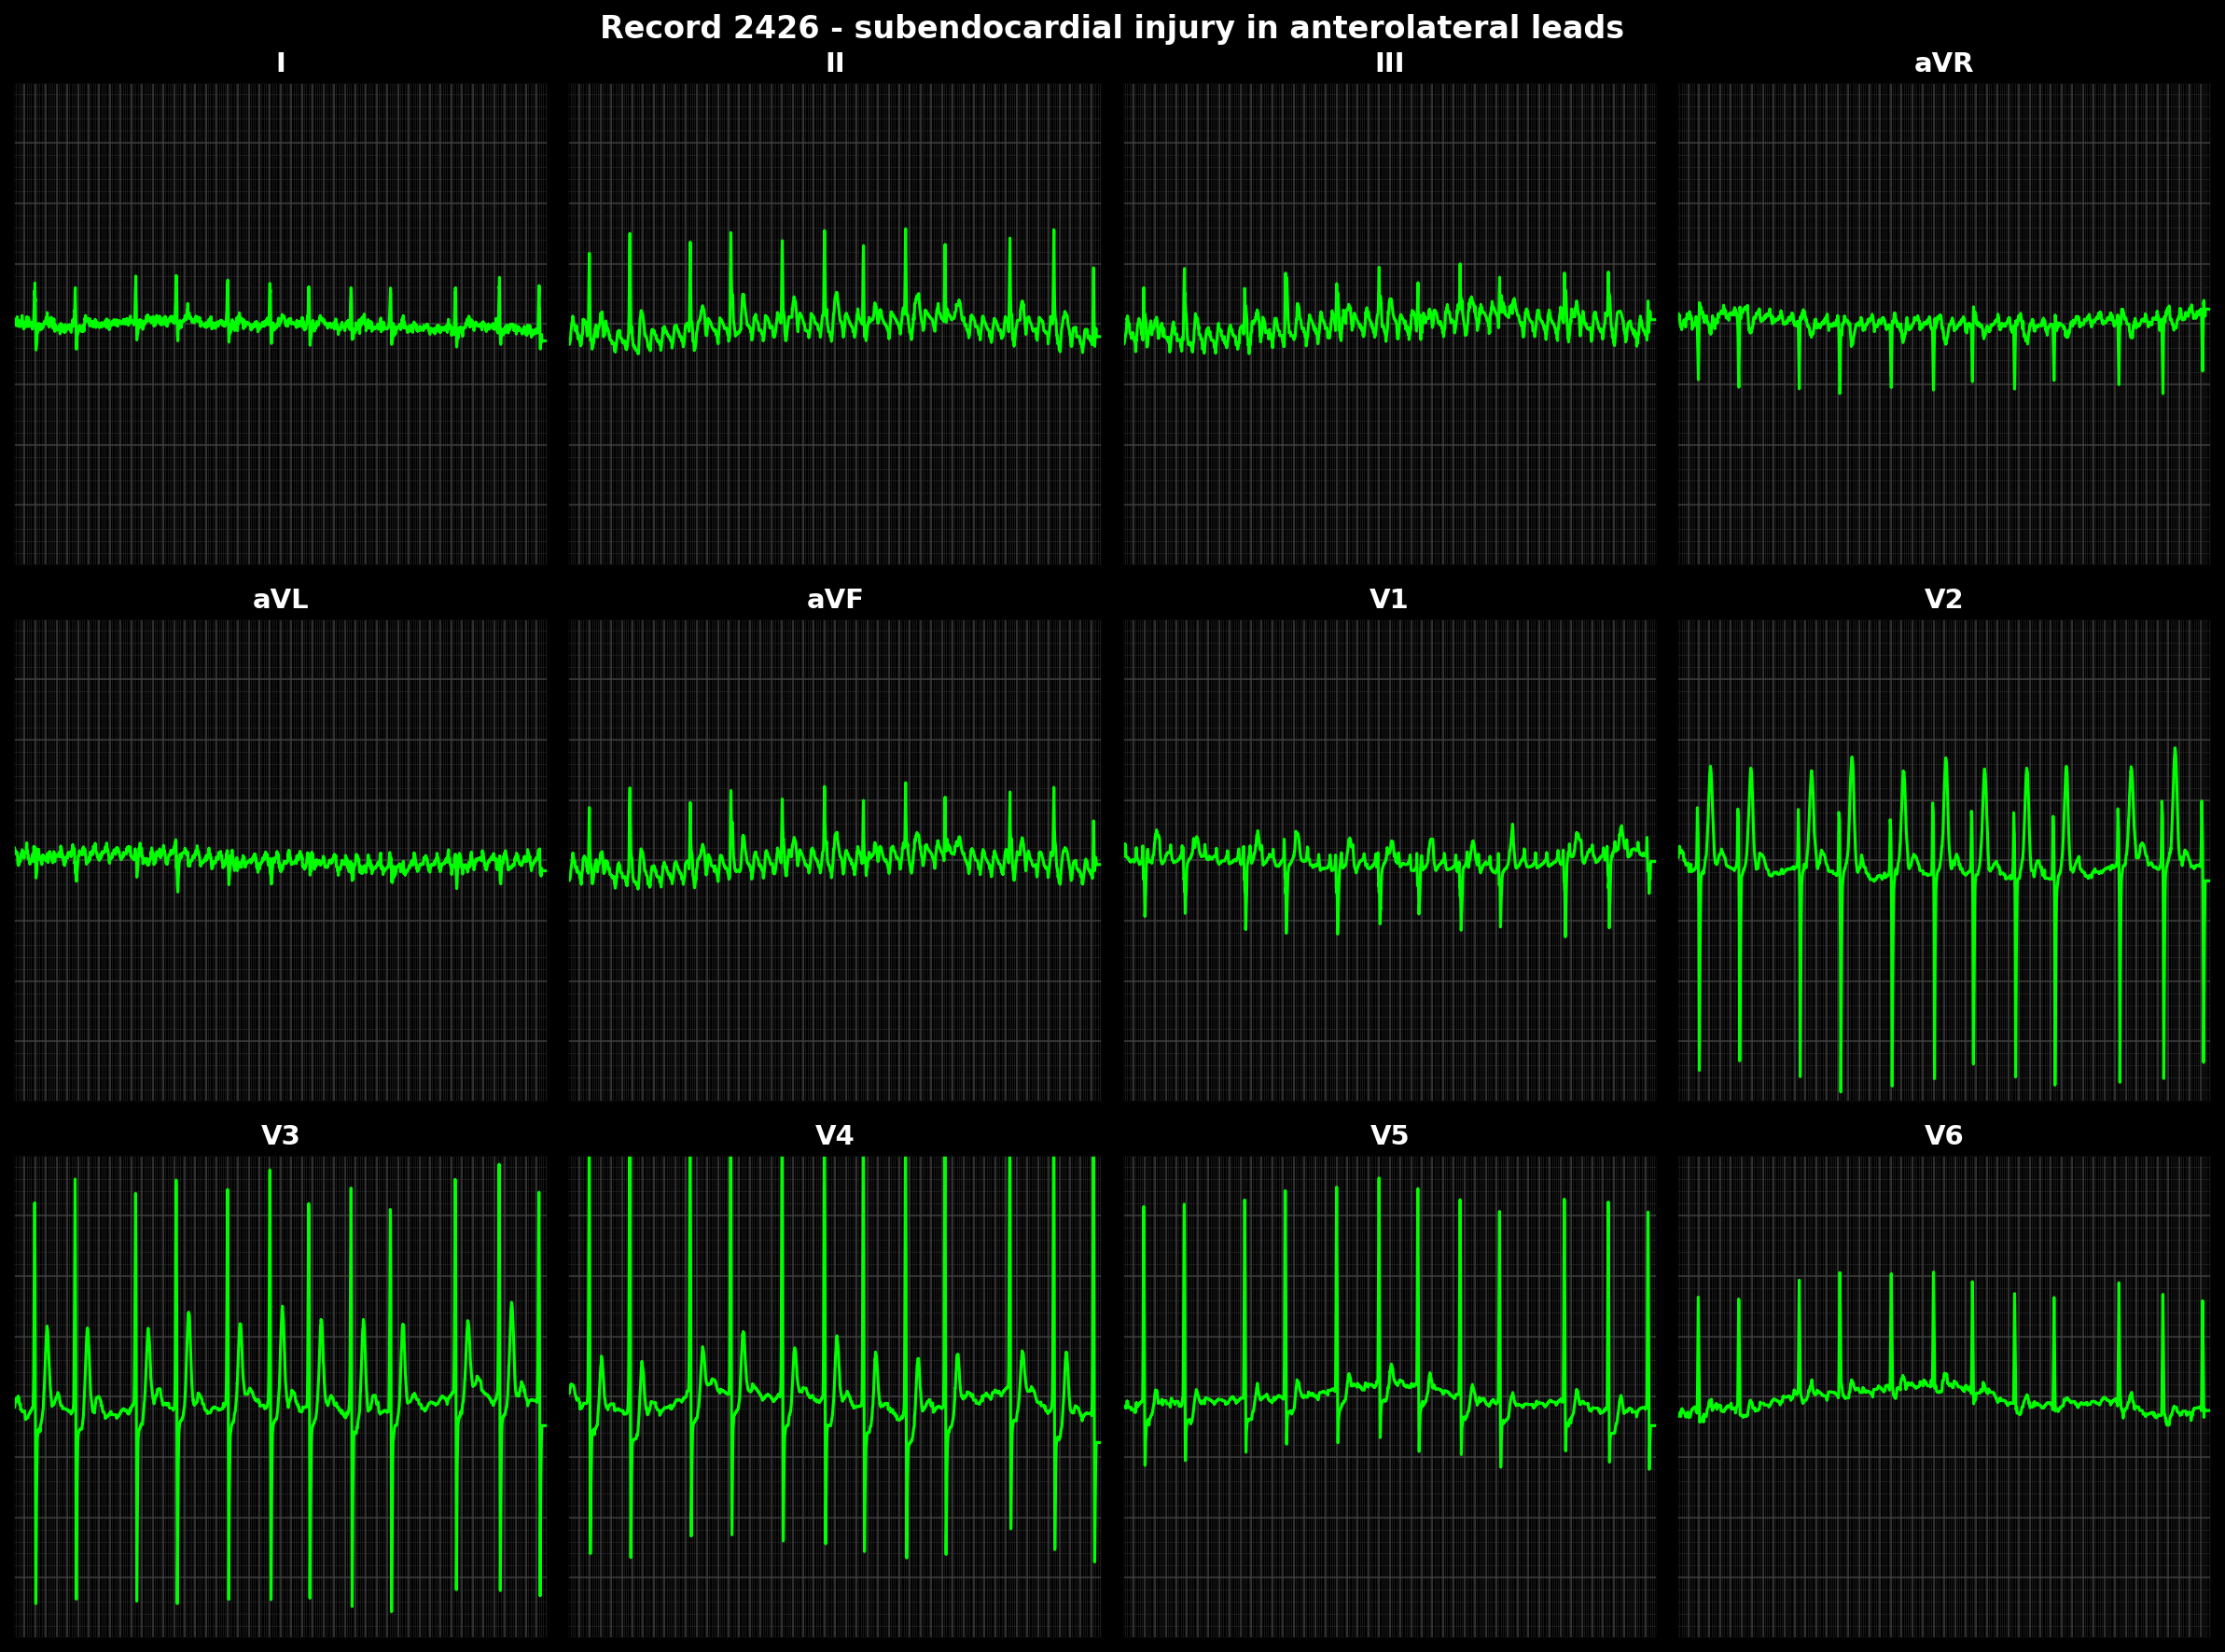 Record 2426 - subendocardial injury in anterolateral leads
I
II
III
aVR
aVL
aVF
V1
V2
V3
V4
V5
V6